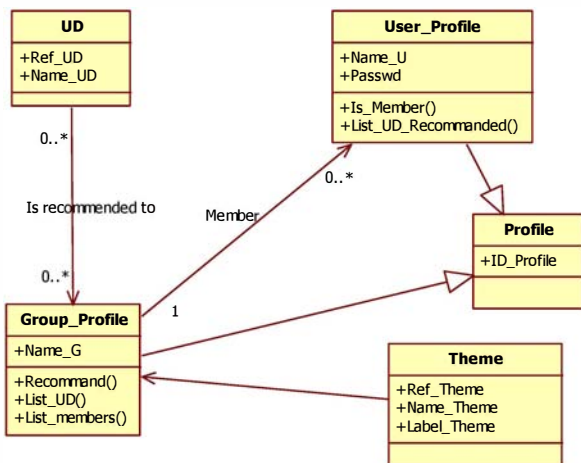 UD
+Ref_UD
+Name_UD
User_Profile
+Name_U
+Passwd
+Is_Member()
+List_UD_Recommanded()
0..*
0..*
Is recommended to
Member
Profile
+ID_Profile
0..*
1
Group_Profile
+Name_G
+Recommand()
+List_UD()
+List_members()
Theme
+Ref_Theme
+Name_Theme
+Label_Theme